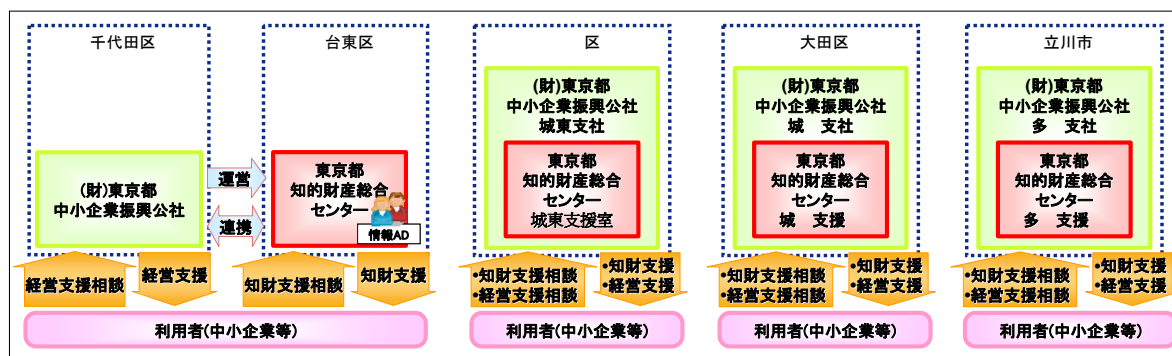 千代田区
(財)東京都
中小企業振興公社
運営
連携
台東区
東京都
知的財産総合
センター
情報AD
経営支援相談
経営支援
知財支援相談
知財支援
利用者(中小企業等)
区
(財)東京都
中小企業振興公社
城東支社
東京都
知的財産総合
センター
城東支援室
•知財支援相談
•経営支援相談
•知財支援
•経営支援
利用者(中小企業等)
大田区
(財)東京都
中小企業振興公社
城 支社
東京都
知的財産総合
センター
城 支援
•知財支援相談
•経営支援相談
•知財支援
•経営支援
利用者(中小企業等)
立川市
(財)東京都
中小企業振興公社
多 支社
東京都
知的財産総合
センター
多 支援
•知財支援相談
•経営支援相談
•知財支援
•経営支援
利用者(中小企業等)